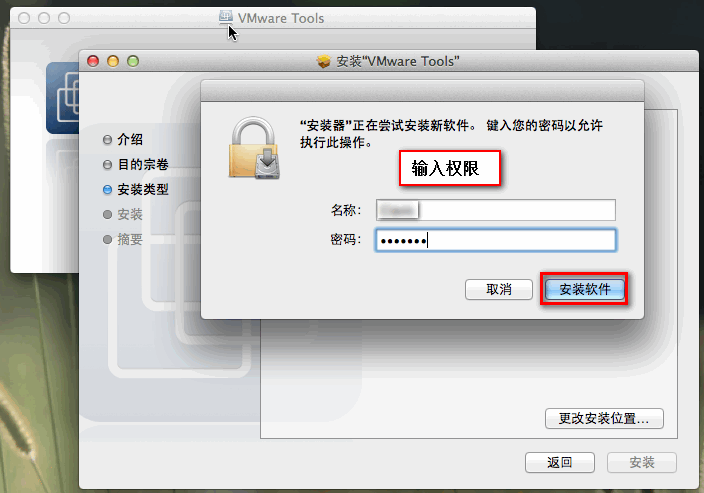 VMware Tools
安装“VMware Tools”
介绍
目的宗卷
安装类型
安装
摘要
“安装器”正在尝试安装新软件。 键入您的密码以允许
执行此操作。
输入权限
名称：
密码：
取消
安装软件
更改安装位置...
返回
安装